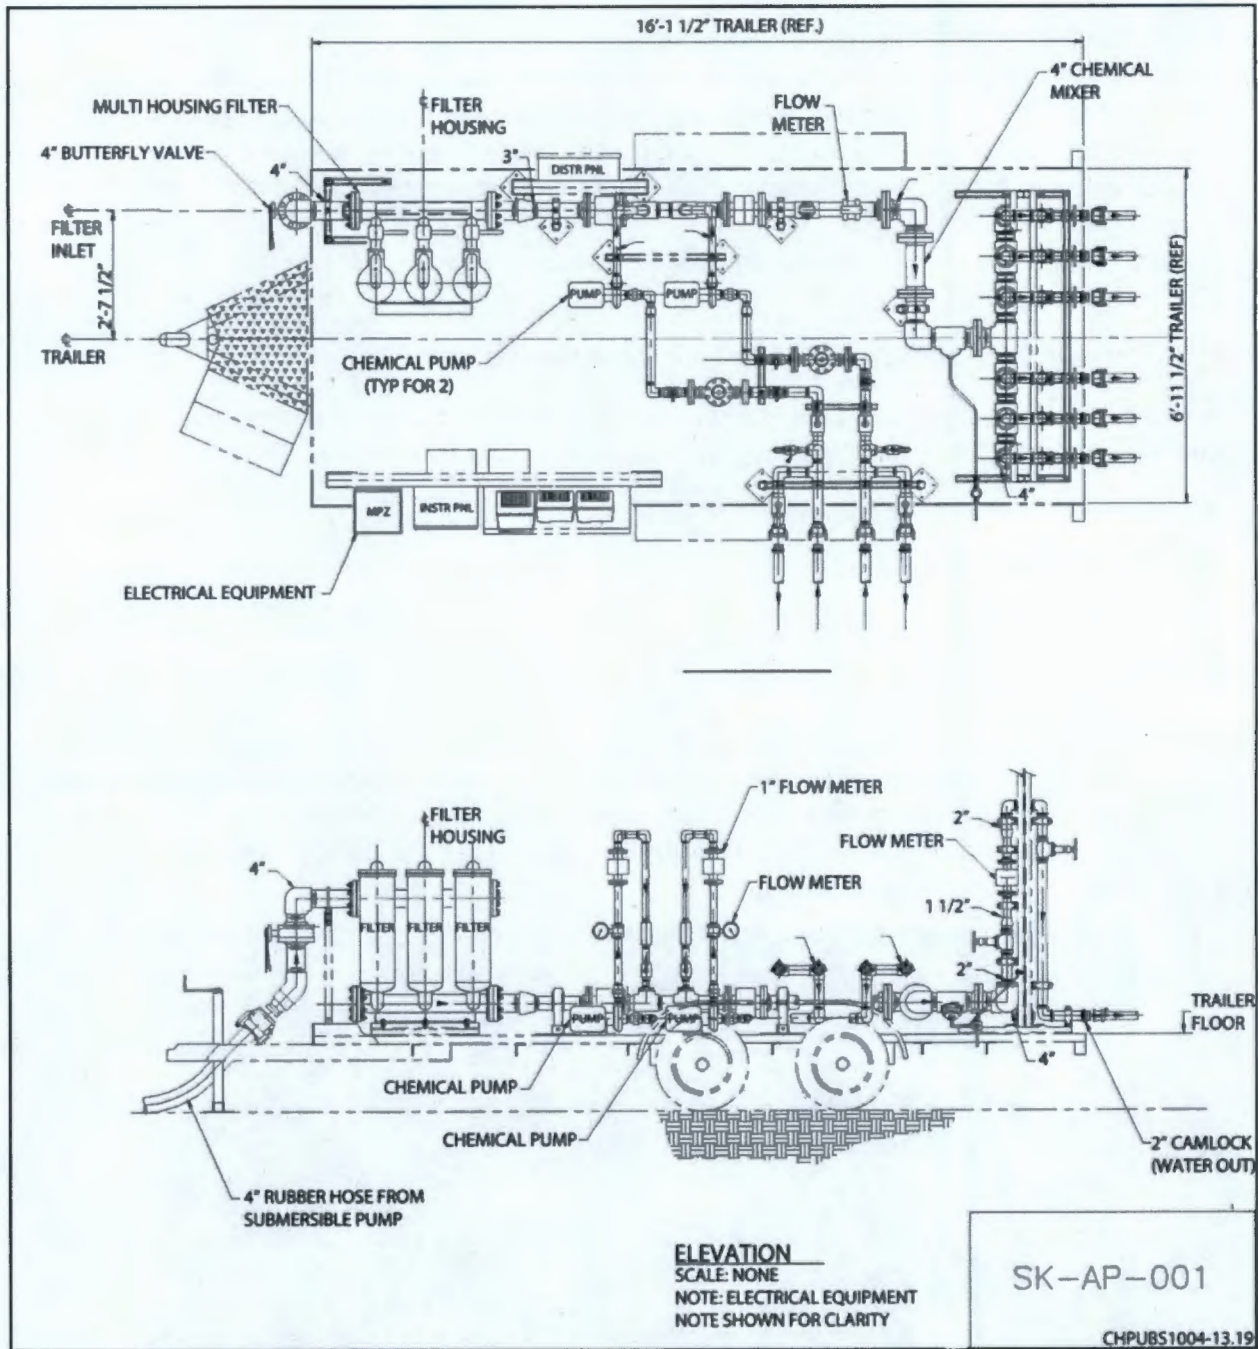 16'-1 1/2" TRAILER (REF.)
4" CHEMICAL
MIXER
MULTI HOUSING FILTER
℄ FILTER
HOUSING
FLOW
METER
4" BUTTERFLY VALVE
4"
3"
DISTR PNL
FILTER
INLET
2'-7 1/2"
TRAILER
PUMP
PUMP
CHEMICAL PUMP
(TYP FOR 2)
6'-11 1/2" TRAILER (REF)
4"
MPZ
INSTR PNL
ELECTRICAL EQUIPMENT
1" FLOW METER
℄ FILTER
HOUSING
2"
FLOW METER
4"
FLOW METER
1 1/2"
FILTER
FILTER
FILTER
2"
TRAILER
FLOOR
PUMP
PUMP
4"
CHEMICAL PUMP
CHEMICAL PUMP
2" CAMLOCK
(WATER OUT)
4" RUBBER HOSE FROM
SUBMERSIBLE PUMP
ELEVATION
SCALE: NONE
NOTE: ELECTRICAL EQUIPMENT
NOTE SHOWN FOR CLARITY
SK-AP-001
CHPUBS1004-13.19